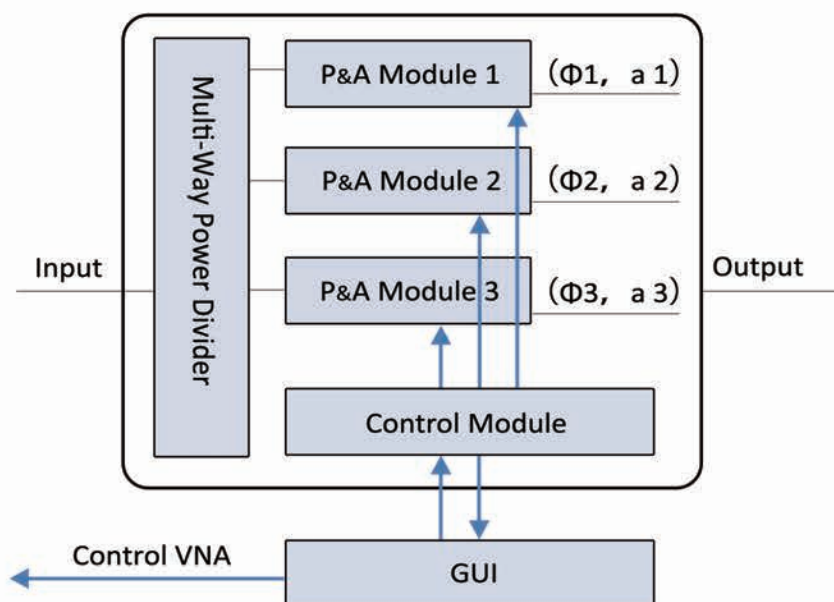 P&A Module 1
(Φ1, a 1)
P&A Module 2
(Φ2, a 2)
P&A Module 3
(Φ3, a 3)
Multi-Way Power Divider
Input
Output
Control Module
Control VNA
GUI